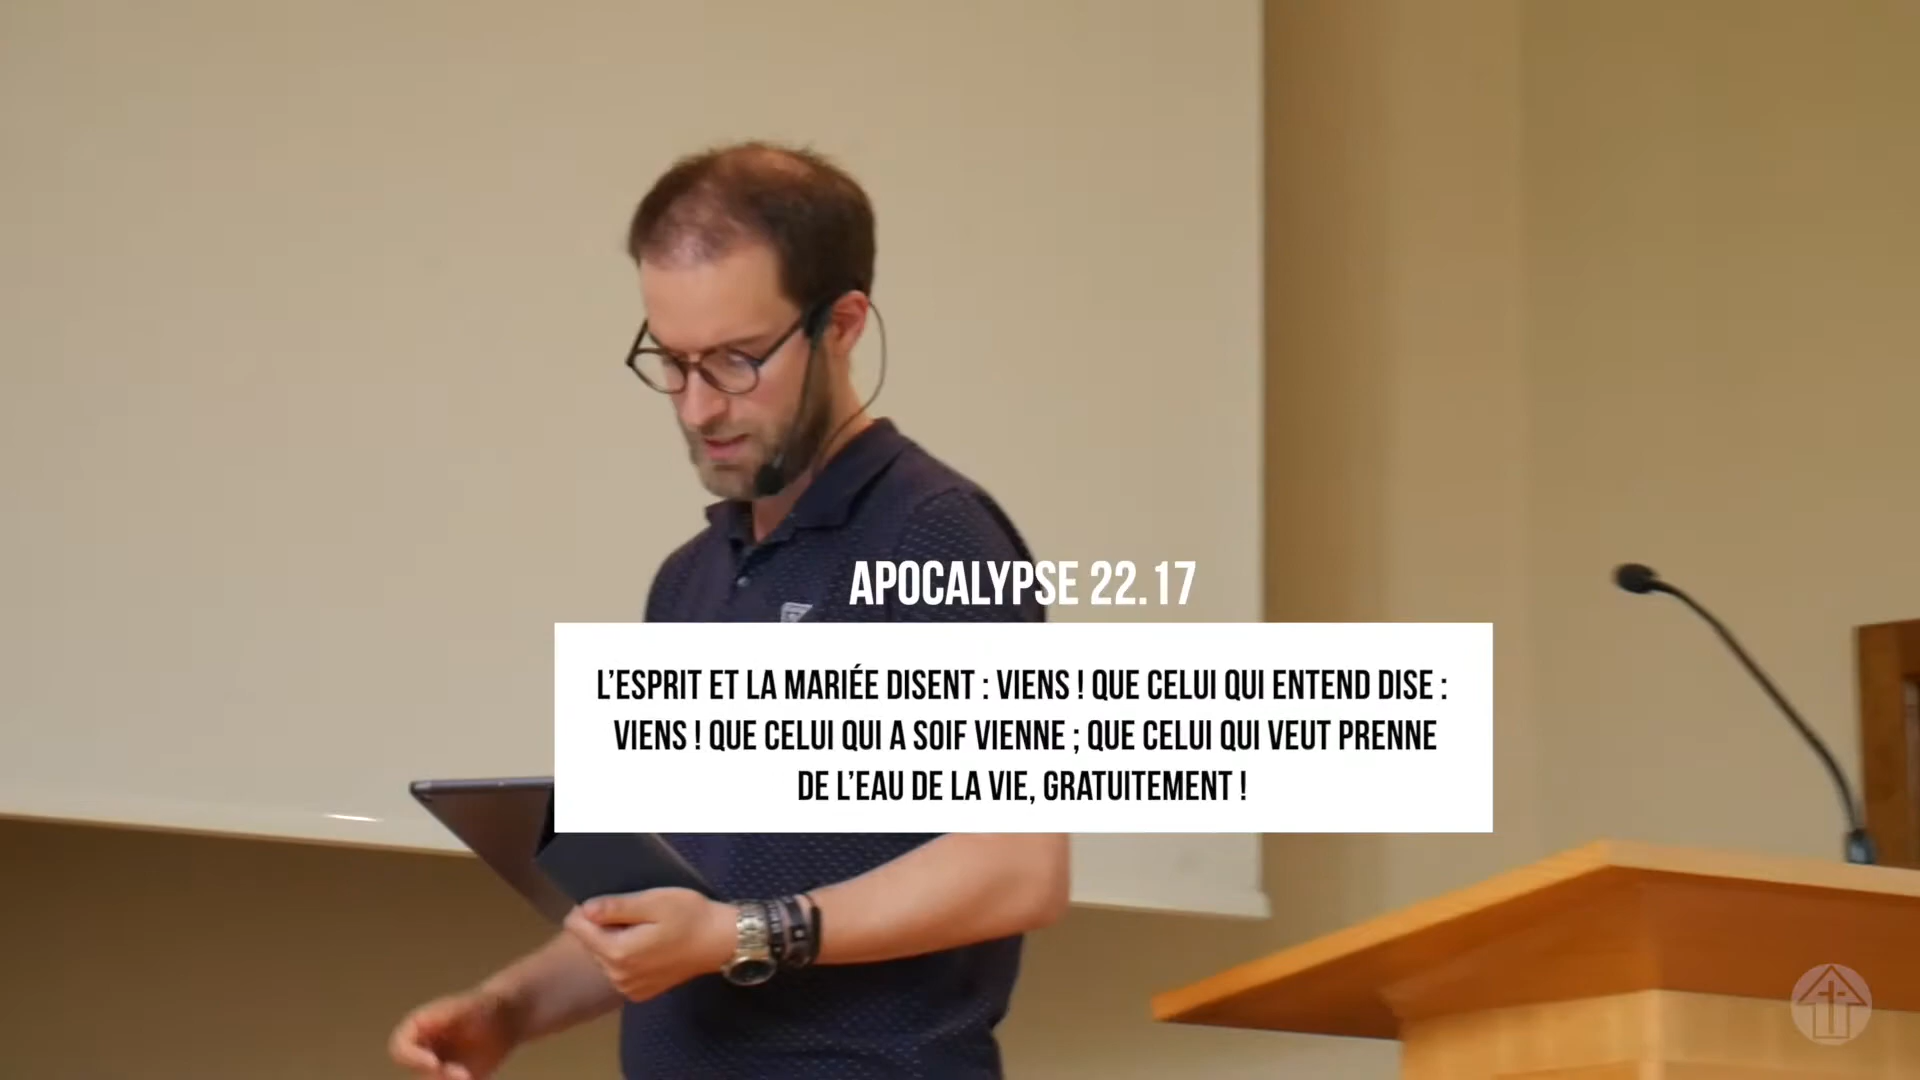 APOCALYPSE 22.17
L'ESPRIT ET LA MARIÉE DISENT : VIENS ! QUE CELUI QUI ENTEND DISE :
VIENS ! QUE CELUI QUI A SOIF VIENNE ; QUE CELUI QUI VEUT PRENNE
DE L'EAU DE LA VIE, GRATUITEMENT !